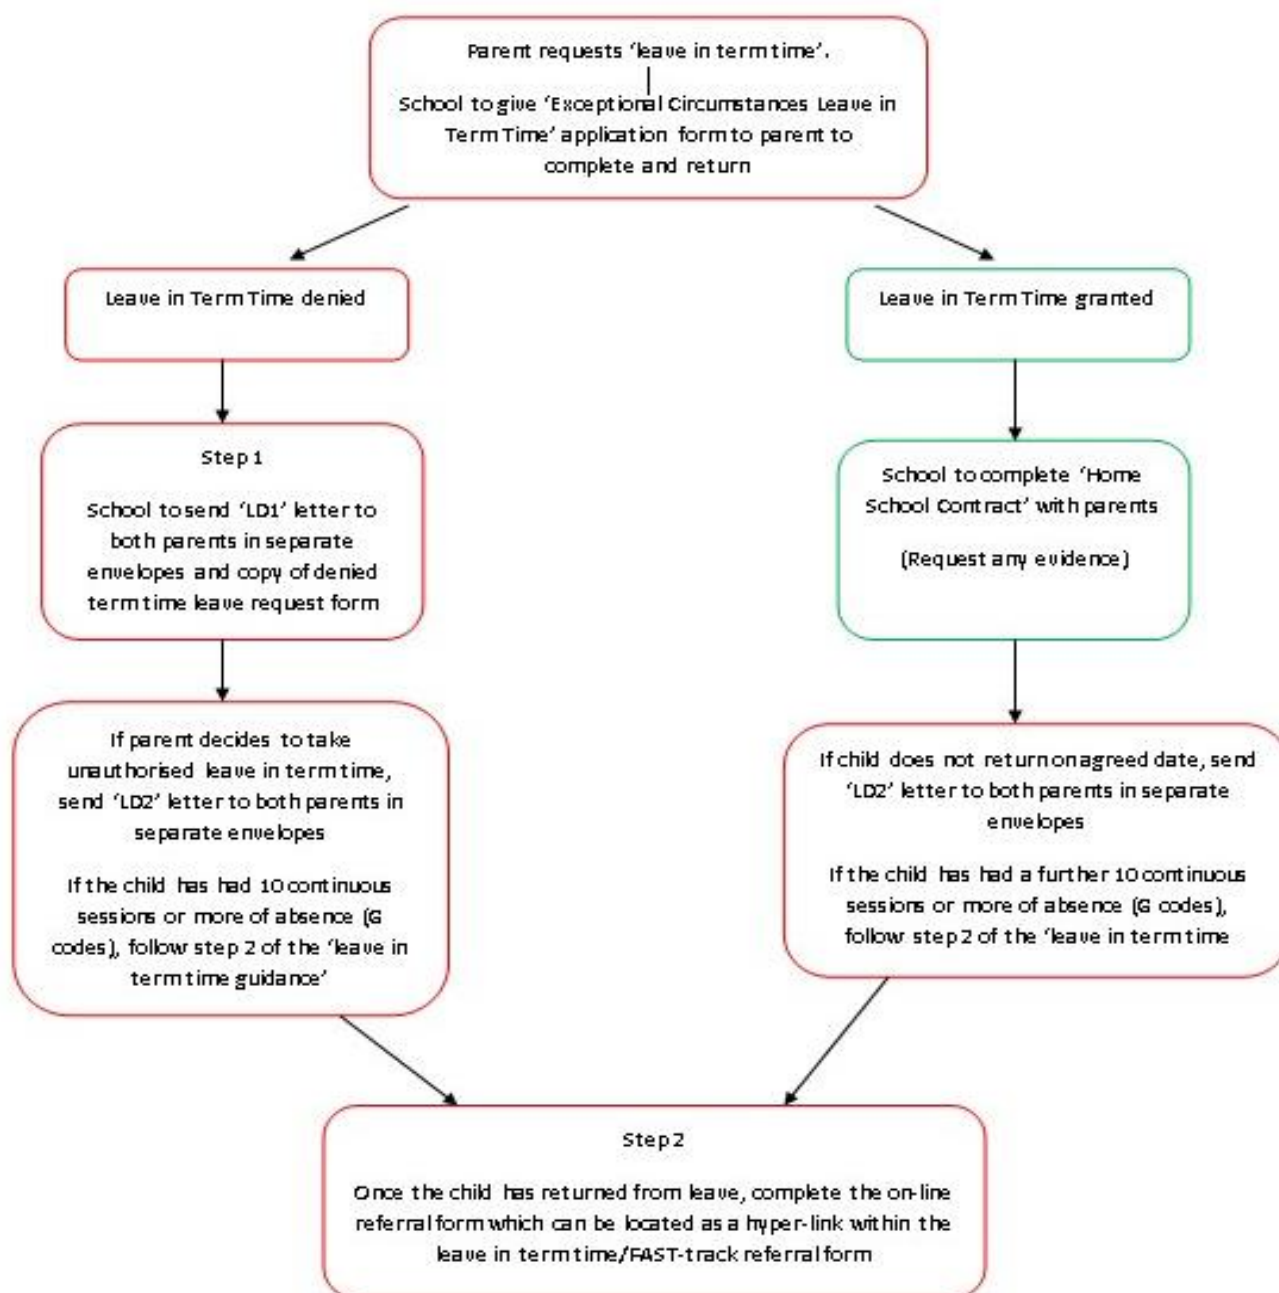 Parent requests ‘leave in term time’.
School to give ‘Exceptional Circumstances Leave in
Term Time’ application form to parent to
complete and return
Leave in Term Time denied
Leave in Term Time granted
Step 1
School to send ‘LD1’ letter to
both parents in separate
envelopes and copy of denied
term time leave request form
School to complete ‘Home
School Contract’ with parents
(Request any evidence)
If parent decides to take
unauthorised leave in term time,
send ‘LD2’ letter to both parents in
separate envelopes
If the child has had 10 continuous
sessions or more of absence (G
codes), follow step 2 of the ‘leave in
term time guidance’
If child does not return on agreed date, send
‘LD2’ letter to both parents in separate
envelopes
If the child has had a further 10 continuous
sessions or more of absence (G codes),
follow step 2 of the ‘leave in term time
Step 2
Once the child has returned from leave, complete the on-line
referral form which can be located as a hyper-link within the
leave in term time/FAST-track referral form